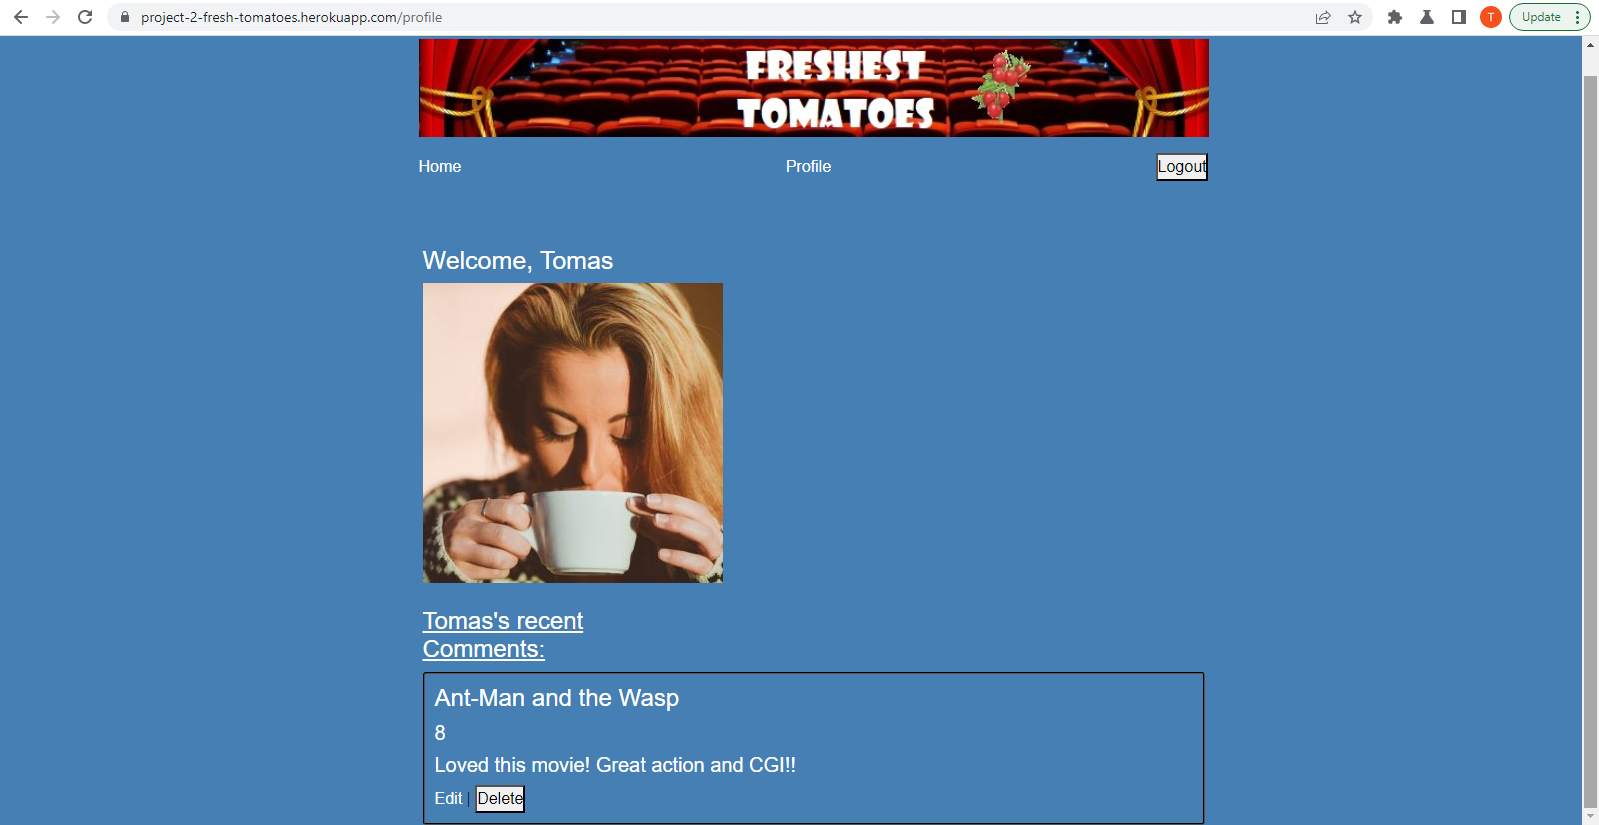 project-2-fresh-tomatoes.herokuapp.com/profile
T
Update
FRESHEST
TOMATOES
Home
Profile
Logout
Welcome, Tomas
Tomas's recent
Comments:
Ant-Man and the Wasp
8
Loved this movie! Great action and CGI!!
Edit | Delete